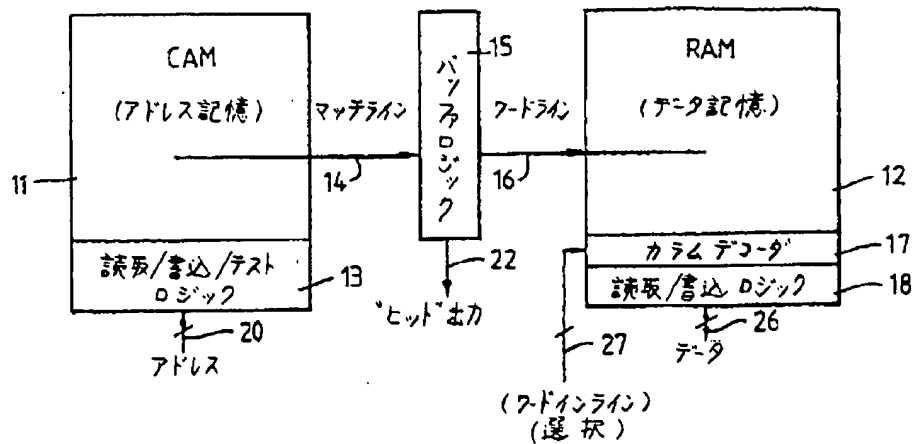 CAM
(アドレス記憶)
11
読取/書込/テスト
ロジック
13
20
アドレス
マッチライン
14
15
バッファロジック
22
"ヒット"出力
ワードライン
16
RAM
(データ記憶)
12
カラムデコーダ
17
読取/書込 ロジック
18
26
データ
27
(ワードインライン)
(選択)